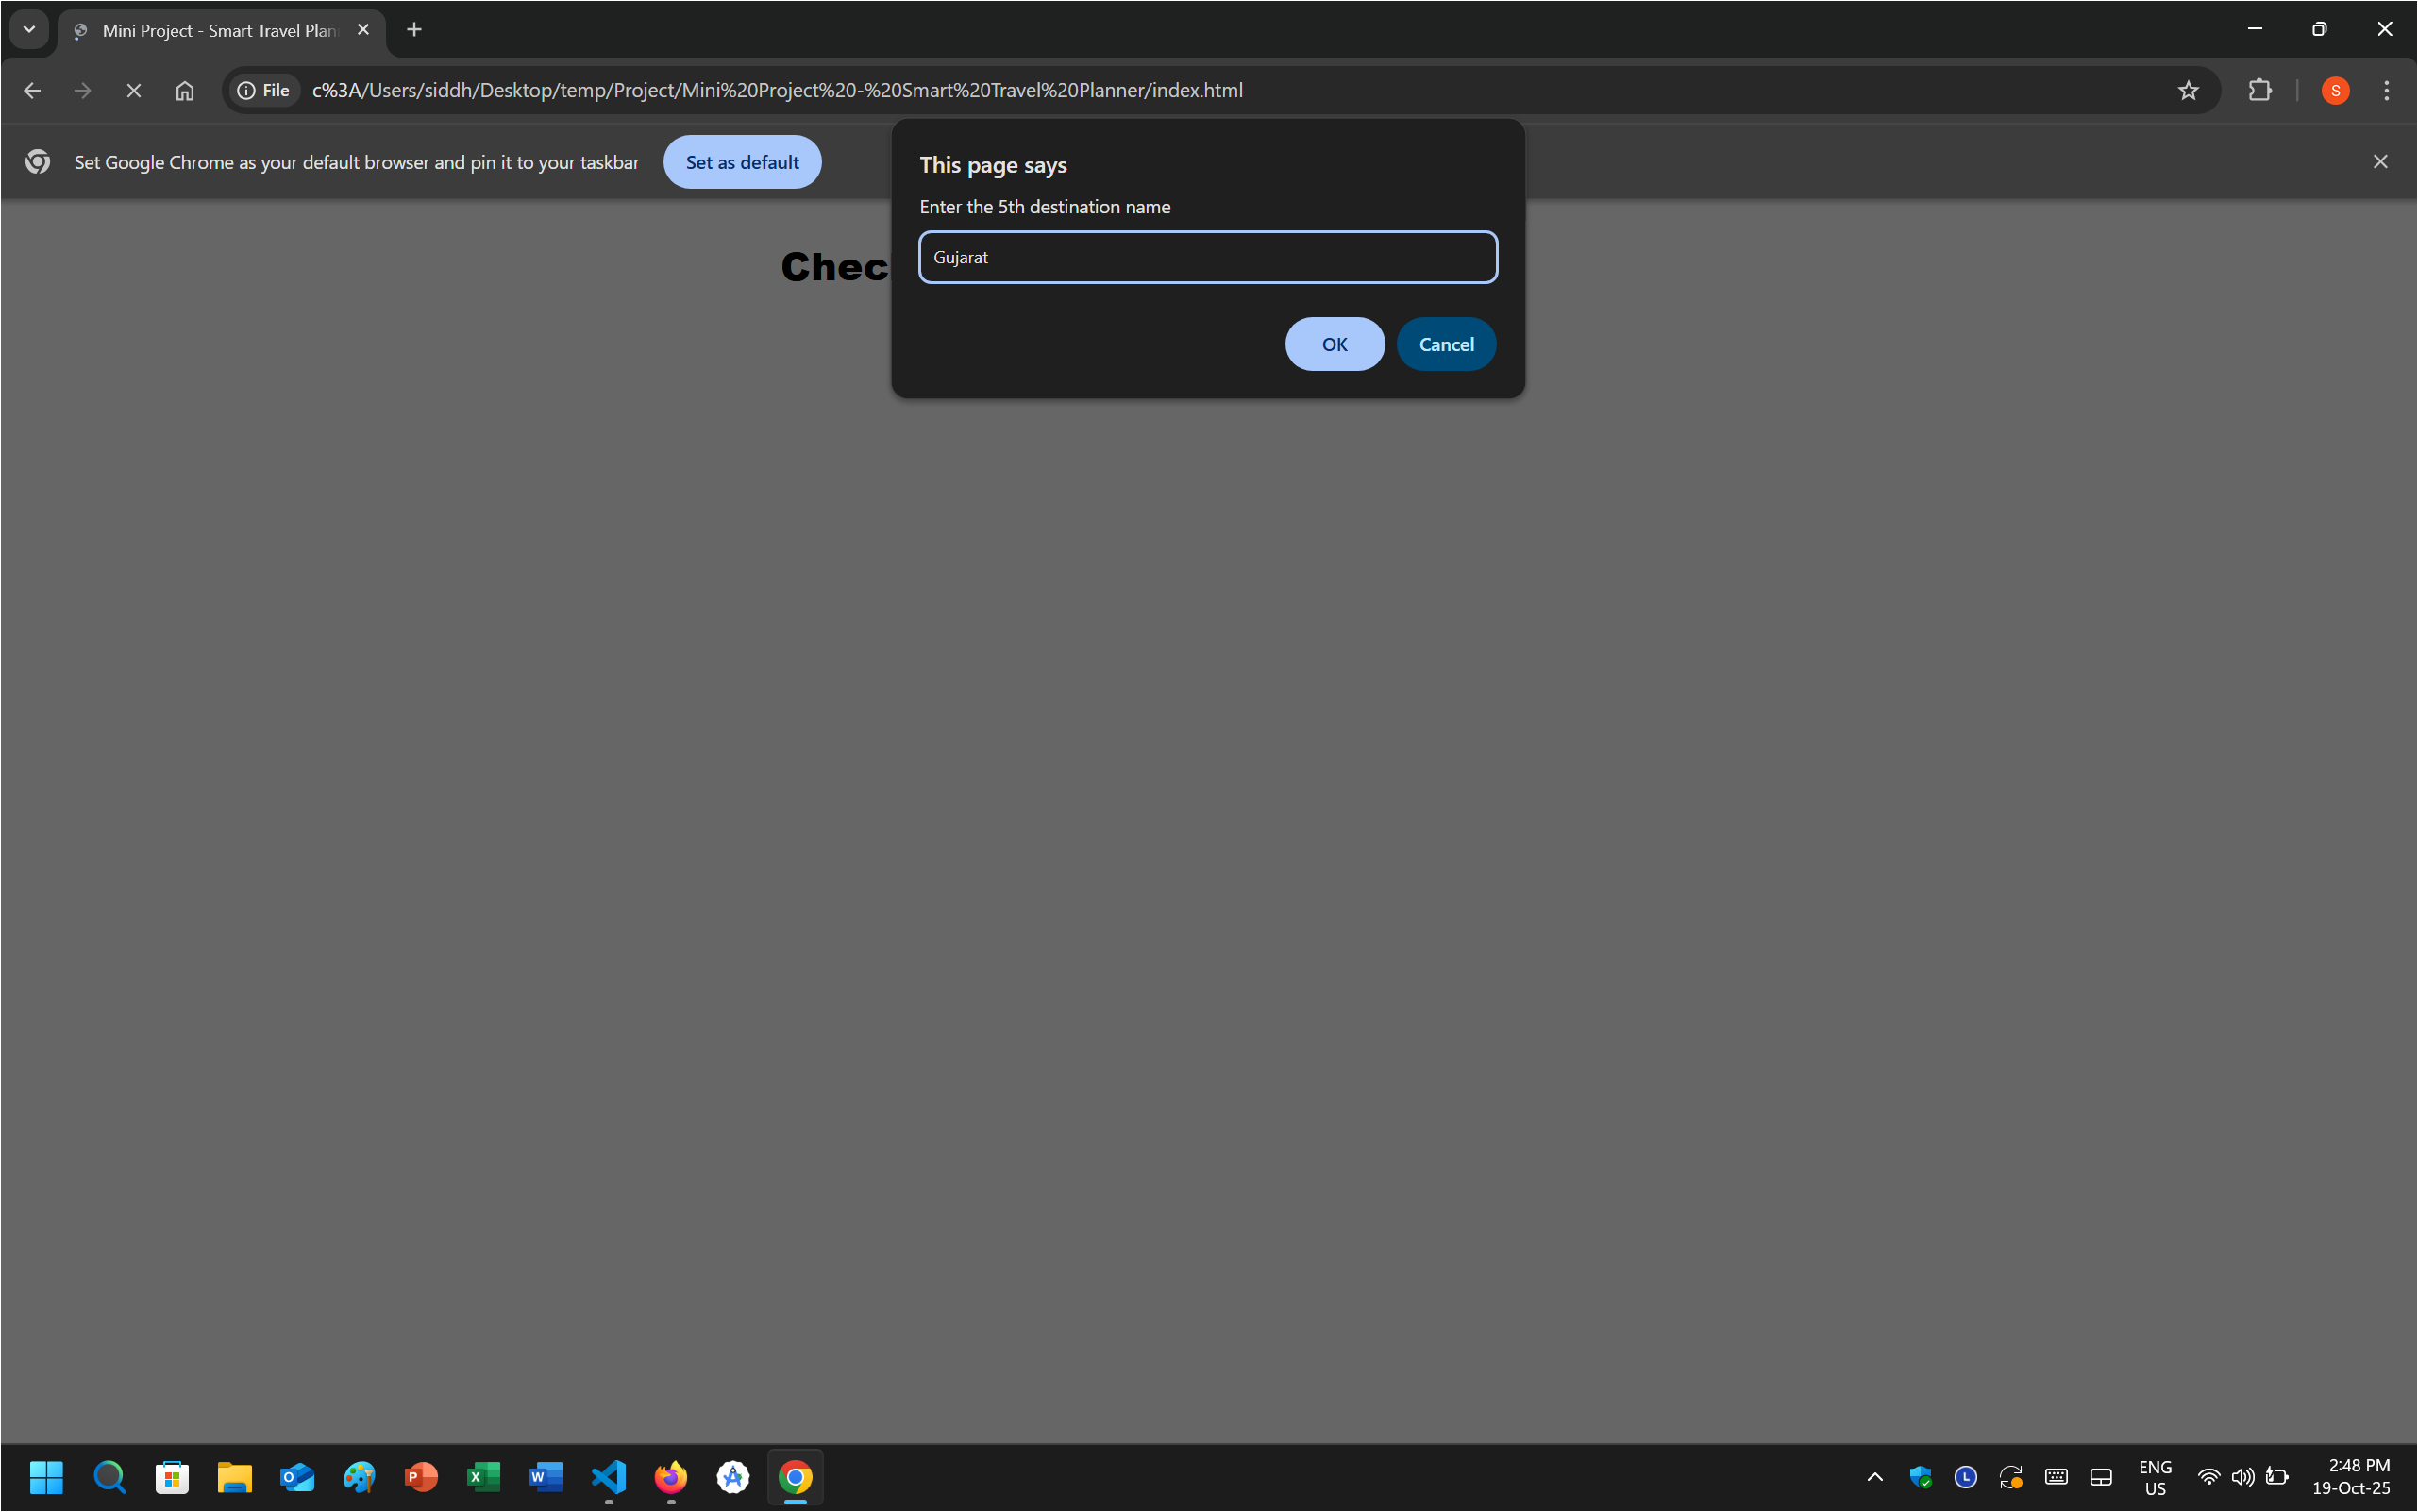 Mini Project - Smart Travel Plan
File c%3A/Users/siddh/Desktop/temp/Project/Mini%20Project%20-%20Smart%20Travel%20Planner/index.html
S
Set Google Chrome as your default browser and pin it to your taskbar
Set as default
This page says
Enter the 5th destination name
Gujarat
OK
Cancel
Chec
ENG
US
2:48 PM
19-Oct-25